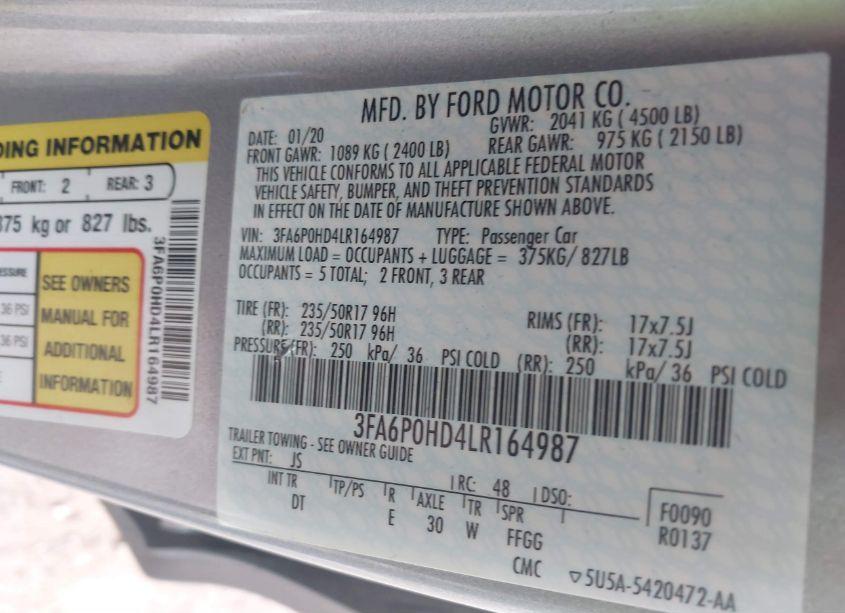 DING INFORMATION
FRONT: 2 REAR: 3
375 kg or 827 lbs.
PRESSURE
36 PSI
36 PSI
SEE OWNERS
MANUAL FOR
ADDITIONAL
INFORMATION
3FA6P0HD4LR164987
MFD. BY FORD MOTOR CO.
DATE: 01/20 GVWR: 2041 KG ( 4500 LB)
FRONT GAWR: 1089 KG ( 2400 LB) REAR GAWR: 975 KG ( 2150 LB)
THIS VEHICLE CONFORMS TO ALL APPLICABLE FEDERAL MOTOR
VEHICLE SAFETY, BUMPER, AND THEFT PREVENTION STANDARDS
IN EFFECT ON THE DATE OF MANUFACTURE SHOWN ABOVE.
VIN: 3FA6P0HD4LR164987 TYPE: Passenger Car
MAXIMUM LOAD = OCCUPANTS + LUGGAGE = 375KG/ 827LB
OCCUPANTS = 5 TOTAL; 2 FRONT, 3 REAR
TIRE (FR): 235/50R17 96H RIMS (FR): 17x7.5J
(RR): 235/50R17 96H (RR): 17x7.5J
PRESSURE(FR): 250 kPa/ 36 PSI COLD (RR): 250 kPa/ 36 PSI COLD
3FA6P0HD4LR164987
TRAILER TOWING - SEE OWNER GUIDE
EXT PNT: JS RC: 48 DSO:
INT TR TP/PS R AXLE TR SPR
DT E 30 W FFGG
CMC
F0090
R0137
▽5U5A-5420472-AA